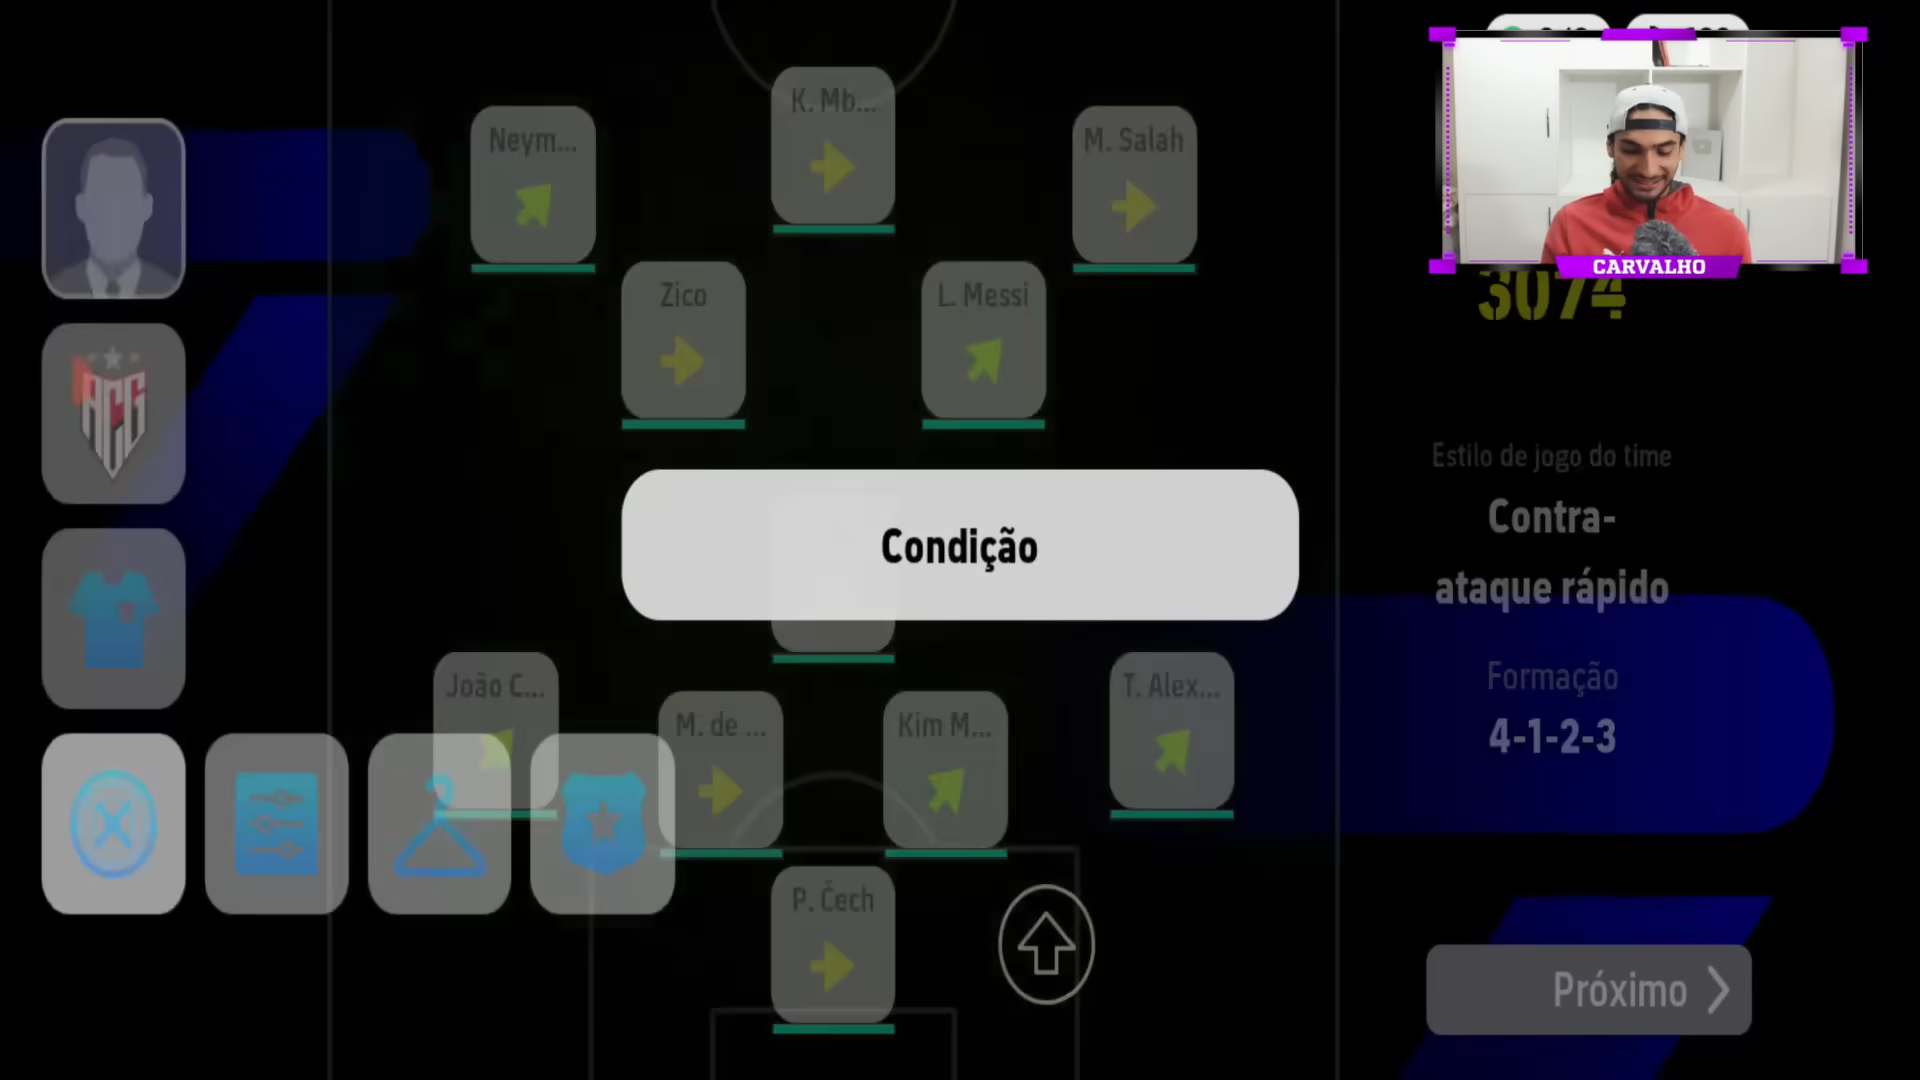 K. Mb...
Neym...
M. Salah
Zico
L. Messi
CARVALHO
3074
Estilo de jogo do time
Contra-
ataque rápido
Condição
Formação
4-1-2-3
João C...
M. de ...
Kim M...
T. Alex...
P. Čech
Próximo
ACG